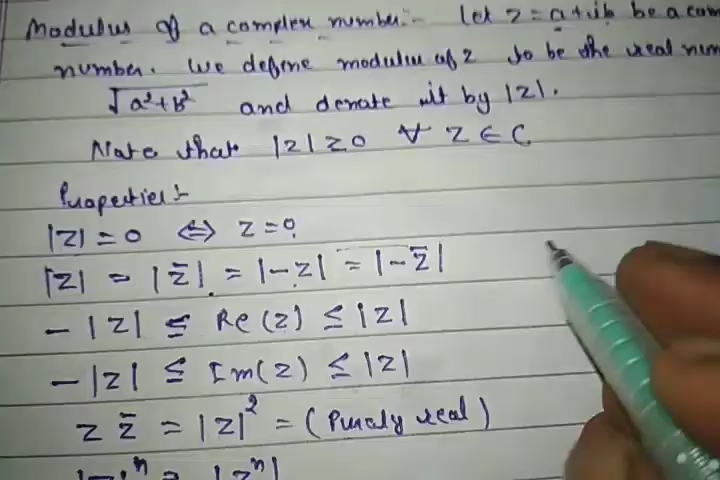 Modulus of a complex number:- Let z = a+ib be a com
number. We define modulus of z to be the real num
√a²+b² and denote it by |z|.
Note that |z| ≥ 0 ∀ z ∈ C
Properties:-
|z| = 0 ⇔ z = 0
|z| = |z̄| = |-z| = |-z̄|
-|z| ≤ Re(z) ≤ |z|
-|z| ≤ Im(z) ≤ |z|
z z̄ = |z|² = (Purely real)
|zⁿ|